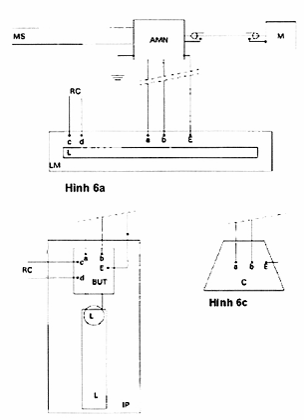 MS
AMN
M
RC
c d
a b E
L
LM
Hình 6a
a b
c
E
RC
d
BUT
L
L
IP
a b E
C
Hình 6c